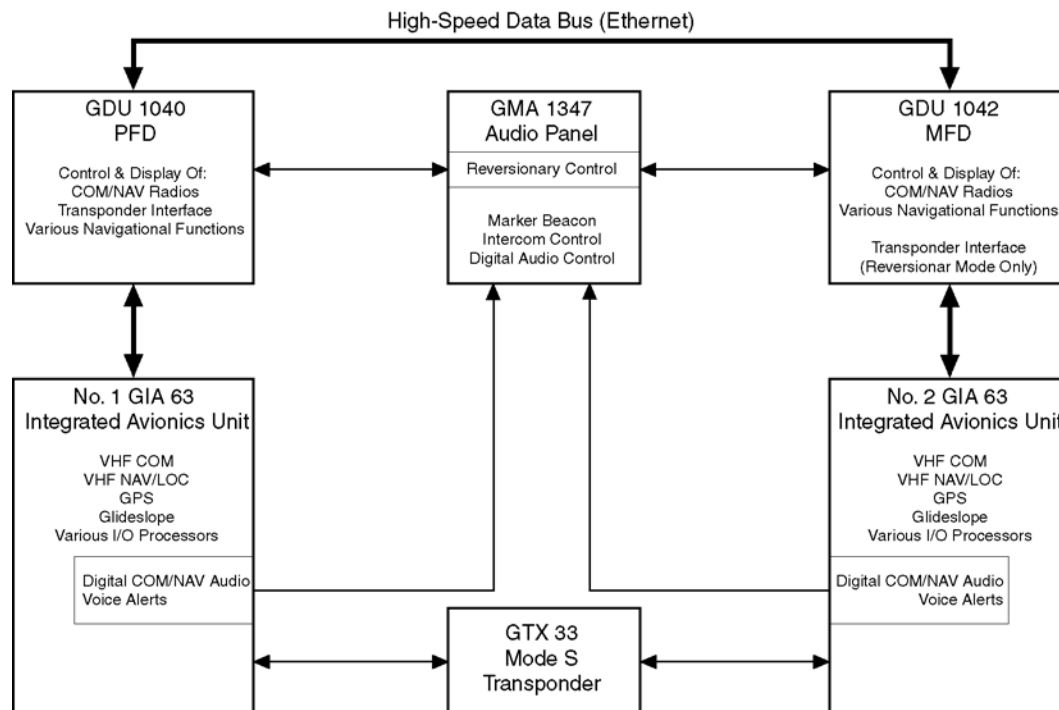 High-Speed Data Bus (Ethernet)
GDU 1040
PFD
Control & Display Of:
COM/NAV Radios
Transponder Interface
Various Navigational Functions
GMA 1347
Audio Panel
Reversionary Control
Marker Beacon
Intercom Control
Digital Audio Control
GDU 1042
MFD
Control & Display Of:
COM/NAV Radios
Various Navigational Functions
Transponder Interface
(Reversionar Mode Only)
No. 1 GIA 63
Integrated Avionics Unit
VHF COM
VHF NAV/LOC
GPS
Glideslope
Various I/O Processors
Digital COM/NAV Audio
Voice Alerts
GTX 33
Mode S
Transponder
No. 2 GIA 63
Integrated Avionics Unit
VHF COM
VHF NAV/LOC
GPS
Glideslope
Various I/O Processors
Digital COM/NAV Audio
Voice Alerts